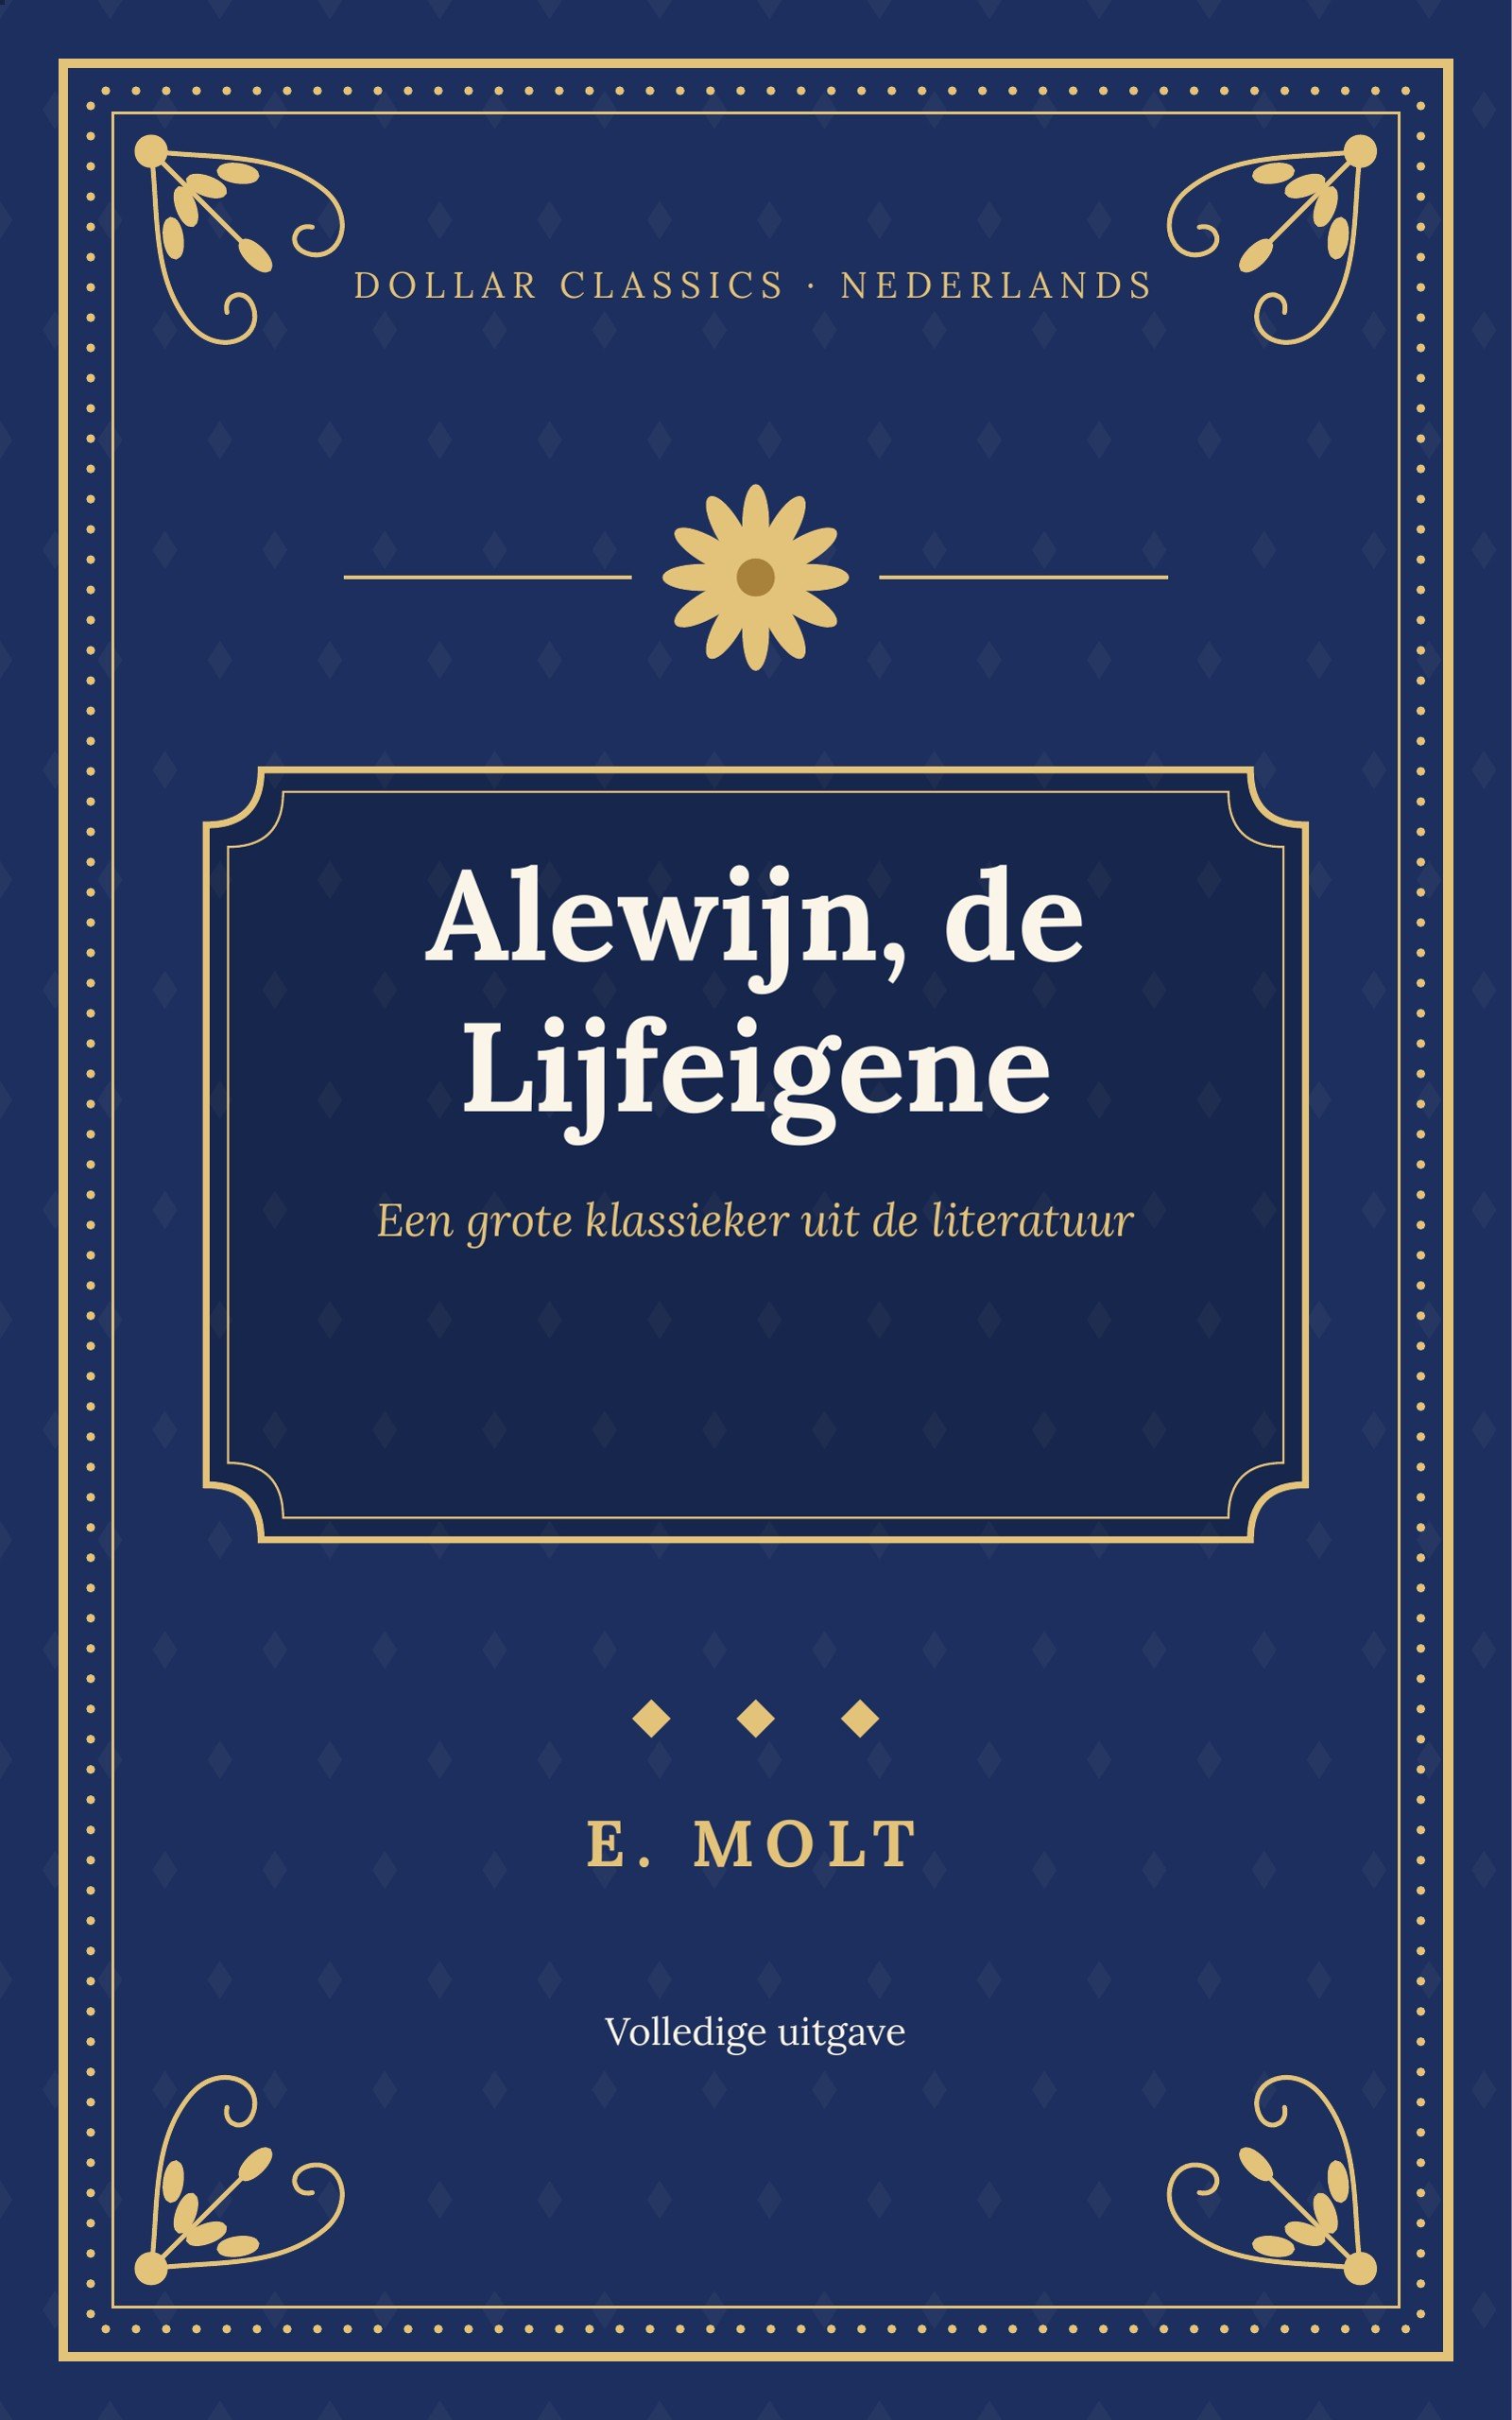 DOLLAR CLASSICS · NEDERLANDS
Alewijn, de
Lijfeigene
Een grote klassieker uit de literatuur
E. MOLT
Volledige uitgave